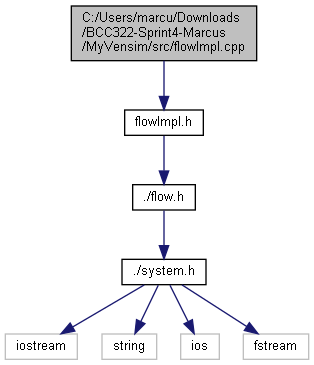 C:/Users/marcu/Downloads
/BCC322-Sprint4-Marcus
/MyVensim/src/flowImpl.cpp
flowImpl.h
./flow.h
./system.h
iostream
string
ios
fstream